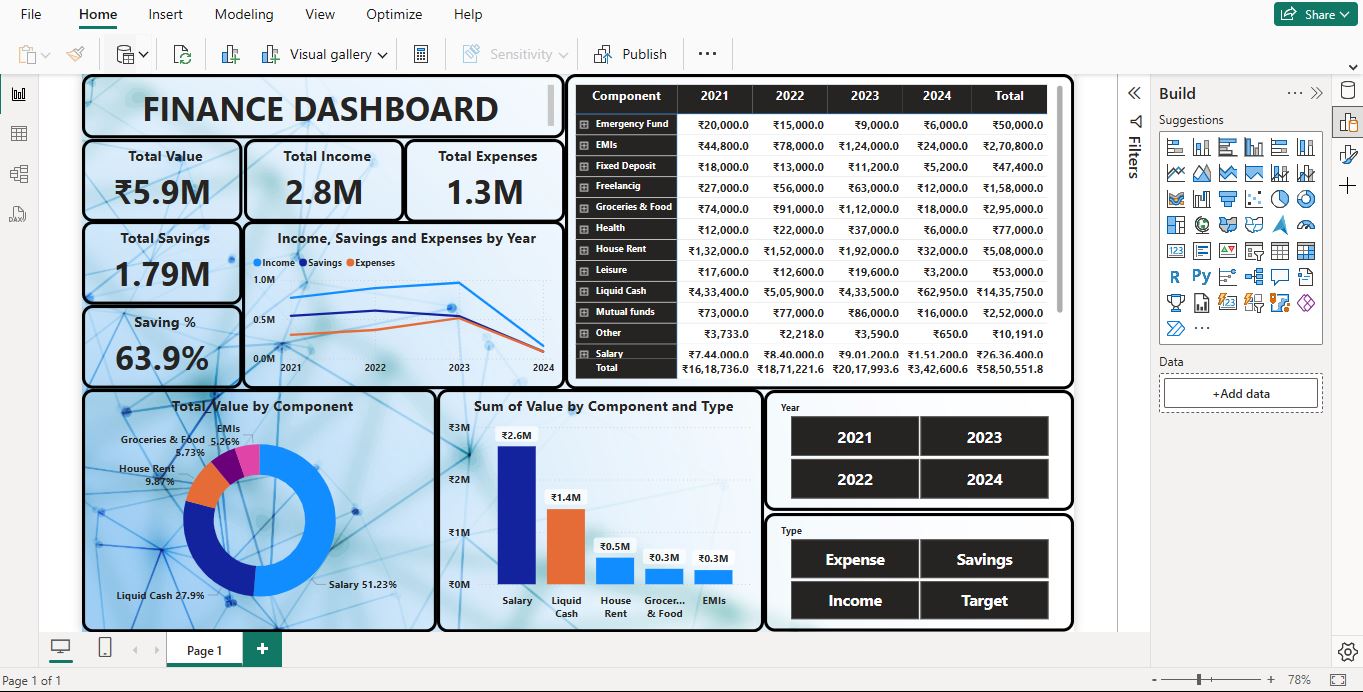 File Home Insert Modeling View Optimize Help Share
Visual gallery Sensitivity Publish ...
FINANCE DASHBOARD
Total Value
₹5.9M
Total Income
2.8M
Total Expenses
1.3M
Total Savings
1.79M
Saving %
63.9%
Income, Savings and Expenses by Year
Income Savings Expenses
1.0M
0.5M
0.0M
2021 2022 2023 2024
Component 2021 2022 2023 2024 Total
Emergency Fund ₹20,000.0 ₹15,000.0 ₹9,000.0 ₹6,000.0 ₹50,000.0
EMIs ₹44,800.0 ₹78,000.0 ₹1,24,000.0 ₹24,000.0 ₹2,70,800.0
Fixed Deposit ₹18,000.0 ₹13,000.0 ₹11,200.0 ₹5,200.0 ₹47,400.0
Freelancig ₹27,000.0 ₹56,000.0 ₹63,000.0 ₹12,000.0 ₹1,58,000.0
Groceries & Food ₹74,000.0 ₹91,000.0 ₹1,12,000.0 ₹18,000.0 ₹2,95,000.0
Health ₹12,000.0 ₹22,000.0 ₹37,000.0 ₹6,000.0 ₹77,000.0
House Rent ₹1,32,000.0 ₹1,52,000.0 ₹1,92,000.0 ₹32,000.0 ₹5,08,000.0
Leisure ₹17,600.0 ₹12,600.0 ₹19,600.0 ₹3,200.0 ₹53,000.0
Liquid Cash ₹4,33,400.0 ₹5,05,900.0 ₹4,33,500.0 ₹62,950.0 ₹14,35,750.0
Mutual funds ₹73,000.0 ₹77,000.0 ₹86,000.0 ₹16,000.0 ₹2,52,000.0
Other ₹3,733.0 ₹2,218.0 ₹3,590.0 ₹650.0 ₹10,191.0
Salary ₹7,44,000.0 ₹8,40,000.0 ₹9,01,200.0 ₹1,51,200.0 ₹26,36,400.0
Total ₹16,18,736.0 ₹18,71,221.6 ₹20,17,993.6 ₹3,42,600.6 ₹58,50,551.8
Total Value by Component
EMIs
5.26%
Groceries & Food
5.73%
House Rent
9.87%
Liquid Cash 27.9%
Salary 51.23%
Sum of Value by Component and Type
₹3M
₹2M
₹1M
₹0M
₹2.6M
₹1.4M
₹0.5M
₹0.3M
₹0.3M
Salary Liquid House Grocer... EMIs
Cash Rent & Food
Year
2021 2023
2022 2024
Type
Expense Savings
Income Target
Filters
Build ...
Suggestions
123
R Py
123
...
Data
+Add data
DAX
Page 1 +
Page 1 of 1
- + 78%